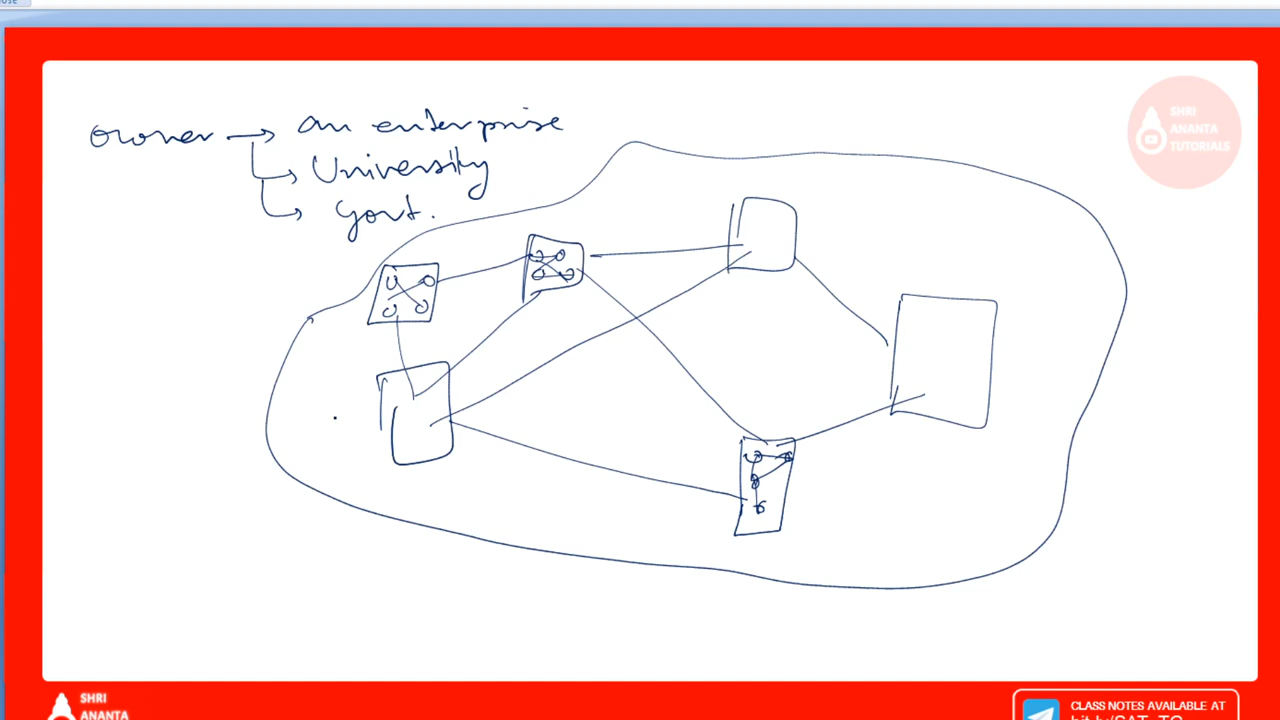 owner → an enterprise
→ University
→ Govt.
SHRI
ANANTA
TUTORIALS
SHRI
ANANTA
CLASS NOTES AVAILABLE AT